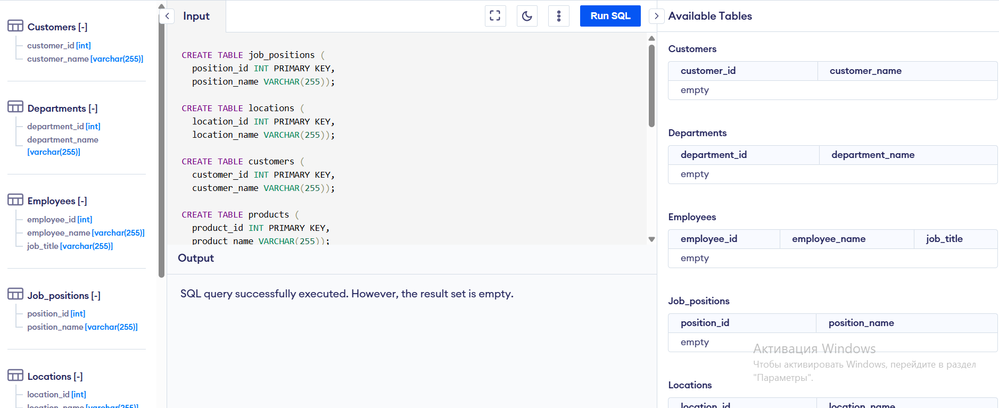 Customers [-]
customer_id [int]
customer_name [varchar(255)]
Departments [-]
department_id [int]
department_name
[varchar(255)]
Employees [-]
employee_id [int]
employee_name [varchar(255)]
job_title [varchar(255)]
Job_positions [-]
position_id [int]
position_name [varchar(255)]
Locations [-]
location_id [int]
location_name [varchar(255)]
Input
Run SQL
CREATE TABLE job_positions (
position_id INT PRIMARY KEY,
position_name VARCHAR(255));
CREATE TABLE locations (
location_id INT PRIMARY KEY,
location_name VARCHAR(255));
CREATE TABLE customers (
customer_id INT PRIMARY KEY,
customer_name VARCHAR(255));
CREATE TABLE products (
product_id INT PRIMARY KEY,
product_name VARCHAR(255));
Output
SQL query successfully executed. However, the result set is empty.
Available Tables
Customers
customer_id customer_name
empty
Departments
department_id department_name
empty
Employees
employee_id employee_name job_title
empty
Job_positions
position_id position_name
empty
Активация Windows
Чтобы активировать Windows, перейдите в раздел
"Параметры".
Locations
location_id location_name